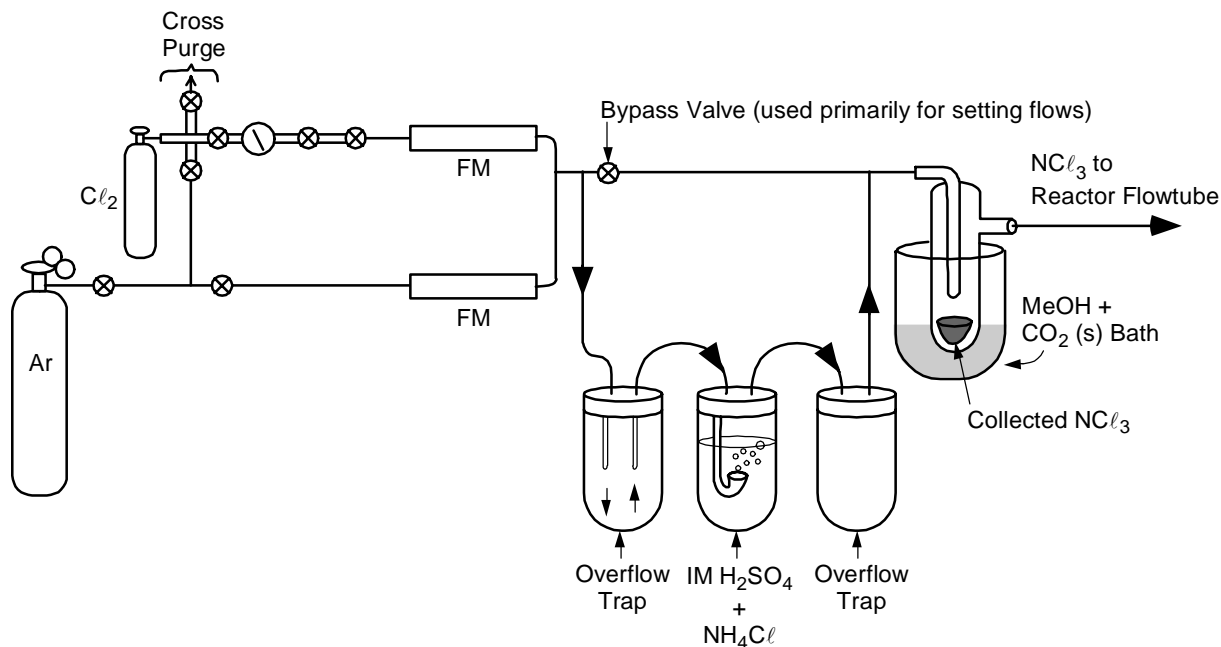 Cross
Purge
Bypass Valve (used primarily for setting flows)
FM
Cℓ₂
NCℓ₃ to
Reactor Flowtube
FM
Ar
MeOH +
CO₂ (s) Bath
Collected NCℓ₃
Overflow
Trap
IM H₂SO₄
+
NH₄Cℓ
Overflow
Trap